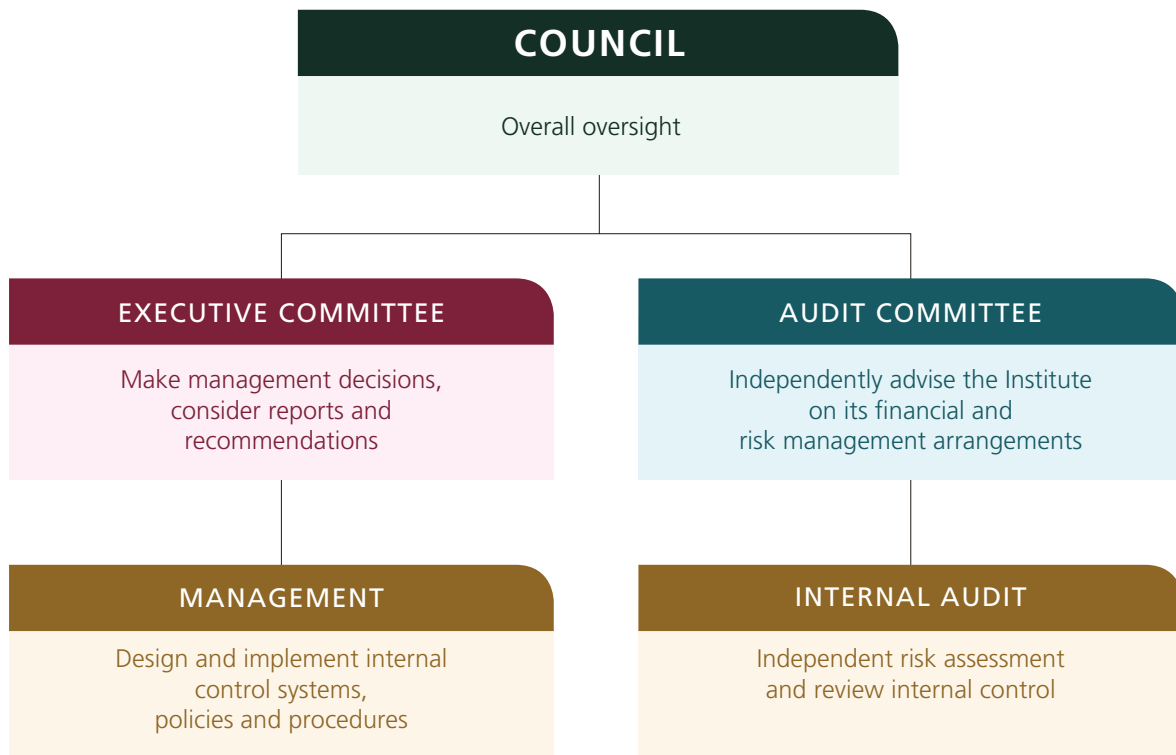 COUNCIL
Overall oversight
EXECUTIVE COMMITTEE
Make management decisions,
consider reports and
recommendations
AUDIT COMMITTEE
Independently advise the Institute
on its financial and
risk management arrangements
MANAGEMENT
Design and implement internal
control systems,
policies and procedures
INTERNAL AUDIT
Independent risk assessment
and review internal control